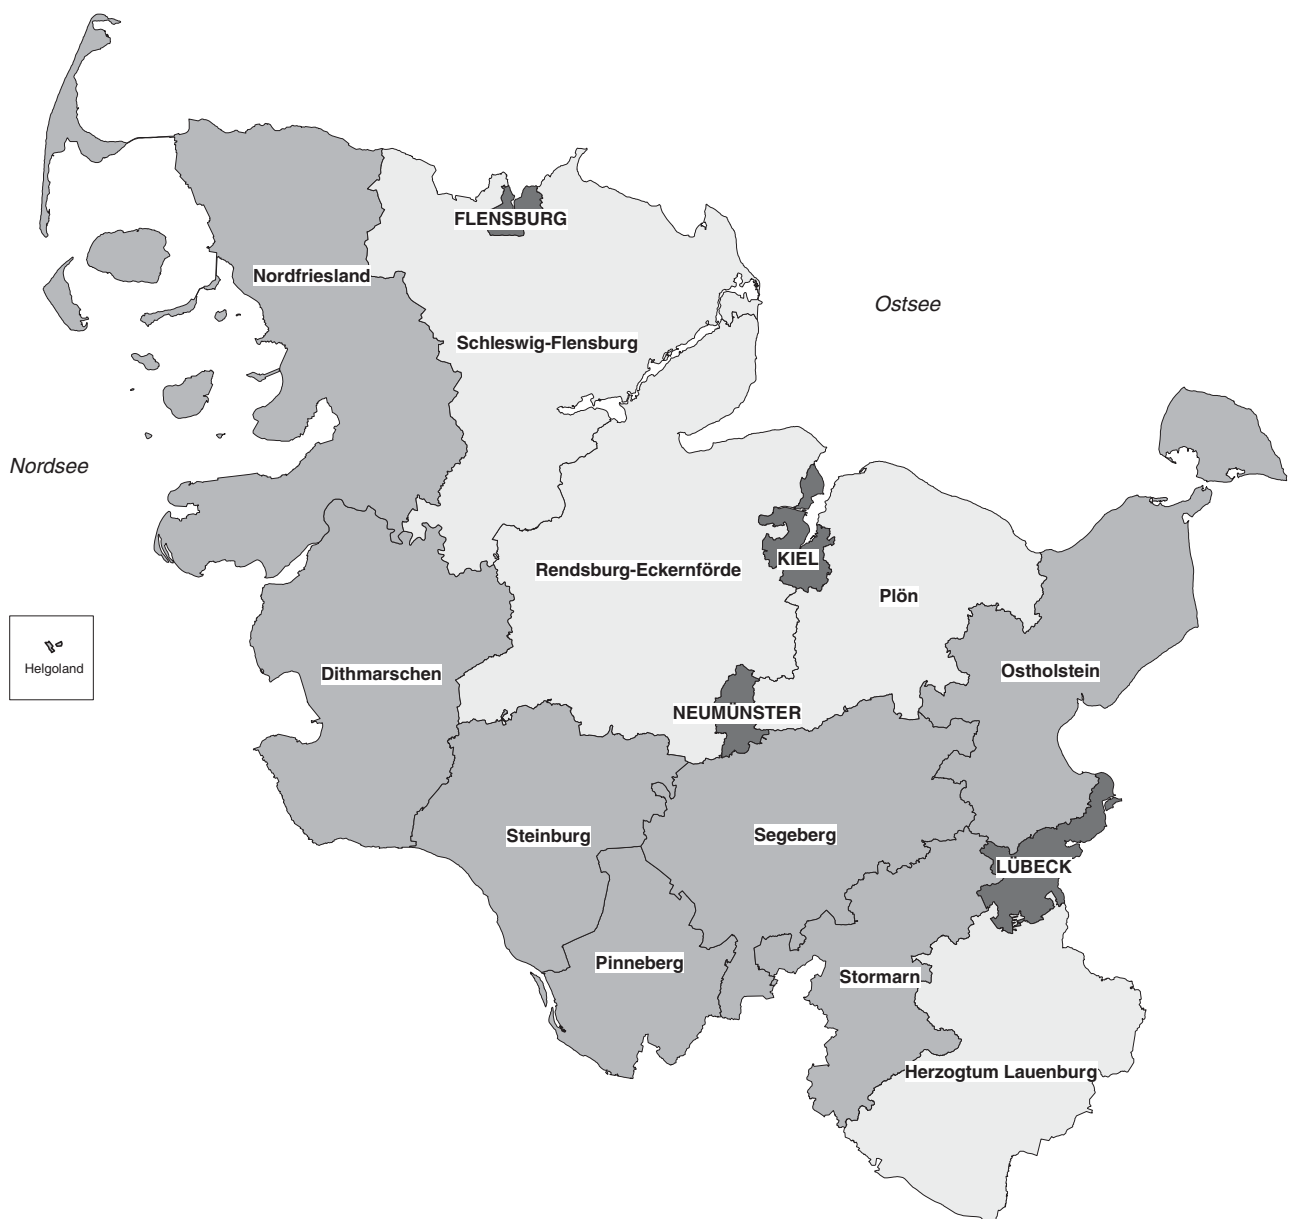 FLENSBURG
Nordfriesland
Ostsee
Schleswig-Flensburg
Nordsee
KIEL
Rendsburg-Eckernförde
Plön
Helgoland
Dithmarschen
Ostholstein
NEUMÜNSTER
Steinburg
Segeberg
LÜBECK
Pinneberg
Stormarn
Herzogtum Lauenburg